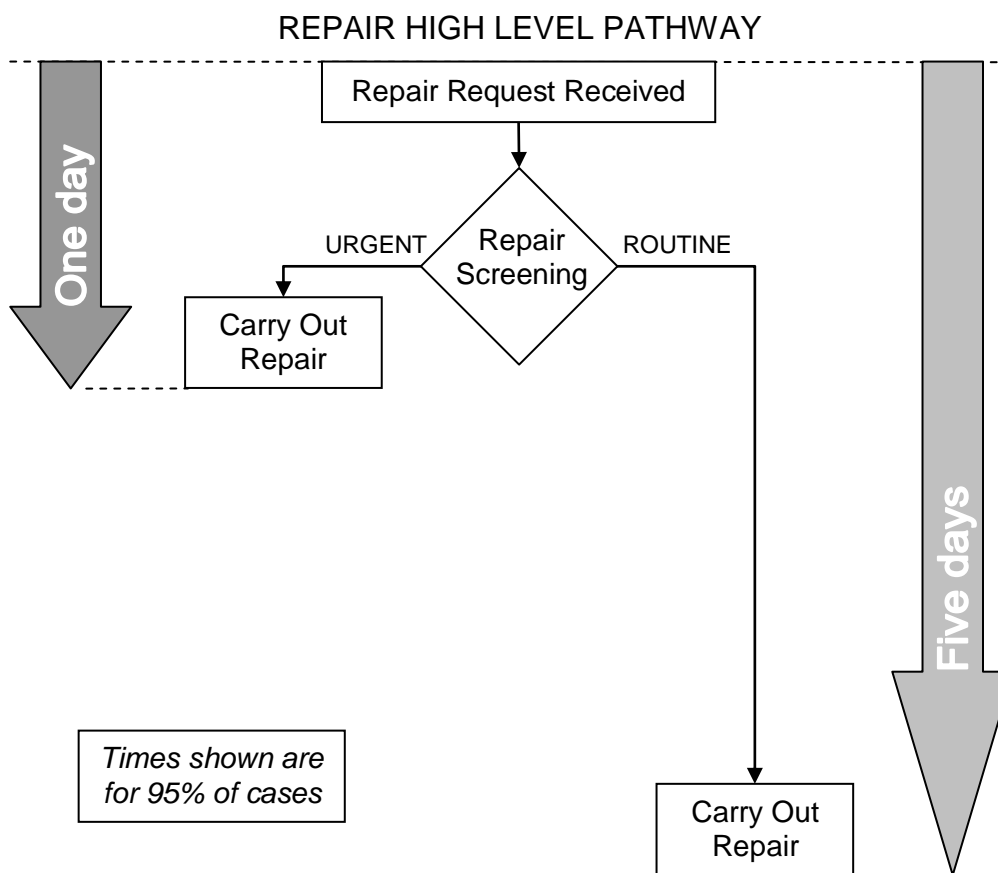 REPAIR HIGH LEVEL PATHWAY
Repair Request Received
One day
URGENT
Repair
Screening
ROUTINE
Carry Out
Repair
Five days
Times shown are
for 95% of cases
Carry Out
Repair